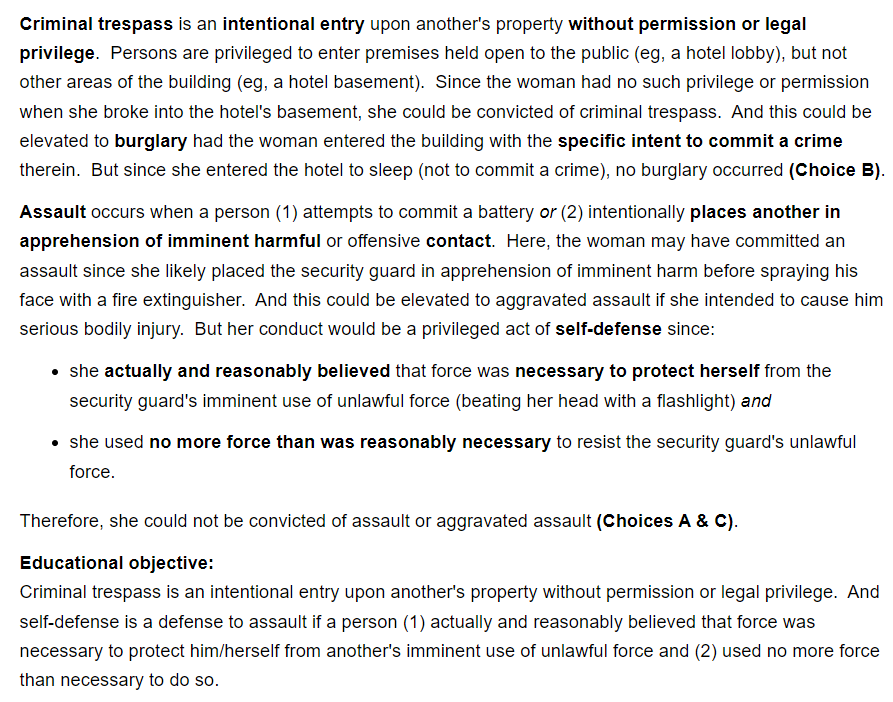 Criminal trespass is an intentional entry upon another's property without permission or legal
privilege.  Persons are privileged to enter premises held open to the public (eg, a hotel lobby), but not
other areas of the building (eg, a hotel basement).  Since the woman had no such privilege or permission
when she broke into the hotel's basement, she could be convicted of criminal trespass.  And this could be
elevated to burglary had the woman entered the building with the specific intent to commit a crime
therein.  But since she entered the hotel to sleep (not to commit a crime), no burglary occurred (Choice B).
Assault occurs when a person (1) attempts to commit a battery or (2) intentionally places another in
apprehension of imminent harmful or offensive contact.  Here, the woman may have committed an
assault since she likely placed the security guard in apprehension of imminent harm before spraying his
face with a fire extinguisher.  And this could be elevated to aggravated assault if she intended to cause him
serious bodily injury.  But her conduct would be a privileged act of self-defense since:
• she actually and reasonably believed that force was necessary to protect herself from the
security guard's imminent use of unlawful force (beating her head with a flashlight) and
• she used no more force than was reasonably necessary to resist the security guard's unlawful
force.
Therefore, she could not be convicted of assault or aggravated assault (Choices A & C).
Educational objective:
Criminal trespass is an intentional entry upon another's property without permission or legal privilege.  And
self-defense is a defense to assault if a person (1) actually and reasonably believed that force was
necessary to protect him/herself from another's imminent use of unlawful force and (2) used no more force
than necessary to do so.